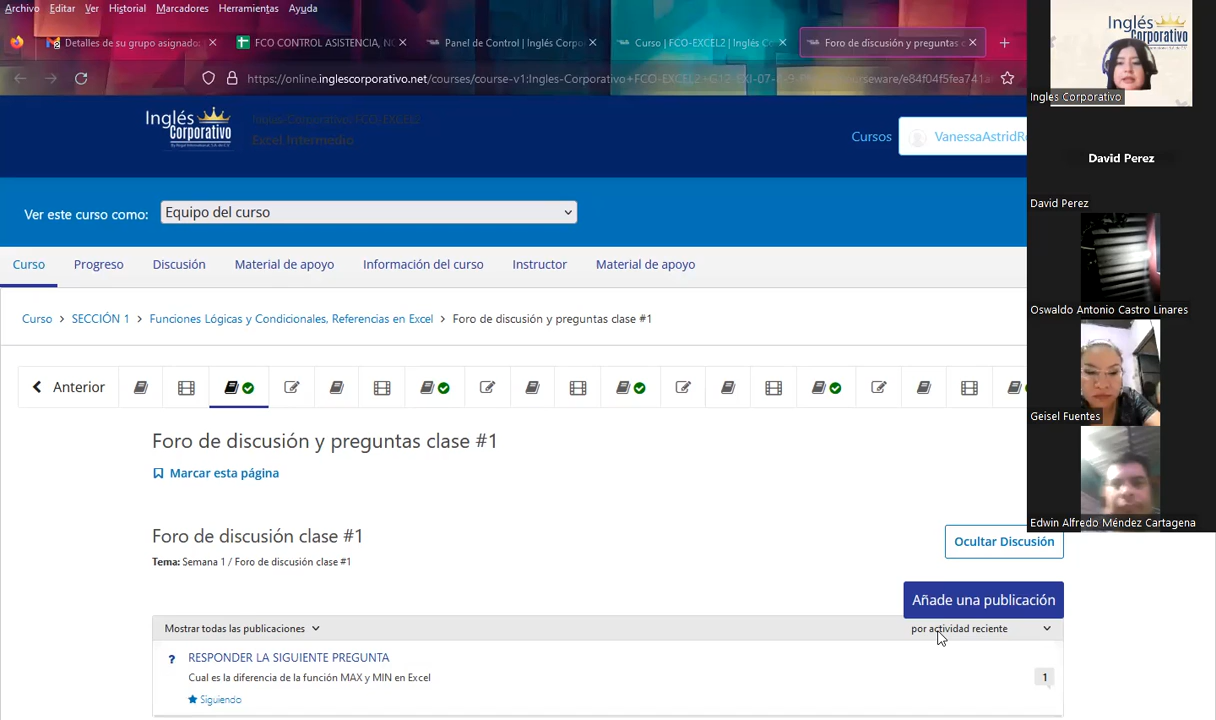 Archivo Editar Ver Historial Marcadores Herramientas Ayuda
Detalles de su grupo asignado:
FCO CONTROL ASISTENCIA, NO
Panel de Control | Inglés Corpo
Curso | FCO-EXCEL2 | Inglés C
Foro de discusión y preguntas c
Inglés
Corporativo
Ingles Corporativo
David Perez
David Perez
Oswaldo Antonio Castro Linares
Geisel Fuentes
Edwin Alfredo Méndez Cartagena
Inglés
Corporativo
Excel Intermedio
Cursos
VanessaAstridR
Ver este curso como:
Equipo del curso
Curso Progreso Discusión Material de apoyo Información del curso Instructor Material de apoyo
Curso > SECCIÓN 1 > Funciones Lógicas y Condicionales, Referencias en Excel > Foro de discusión y preguntas clase #1
Anterior
Foro de discusión y preguntas clase #1
Marcar esta página
Foro de discusión clase #1
Tema: Semana 1 / Foro de discusión clase #1
Ocultar Discusión
Añade una publicación
Mostrar todas las publicaciones
por actividad reciente
? RESPONDER LA SIGUIENTE PREGUNTA
Cual es la diferencia de la función MAX y MIN en Excel
1
Siguiendo